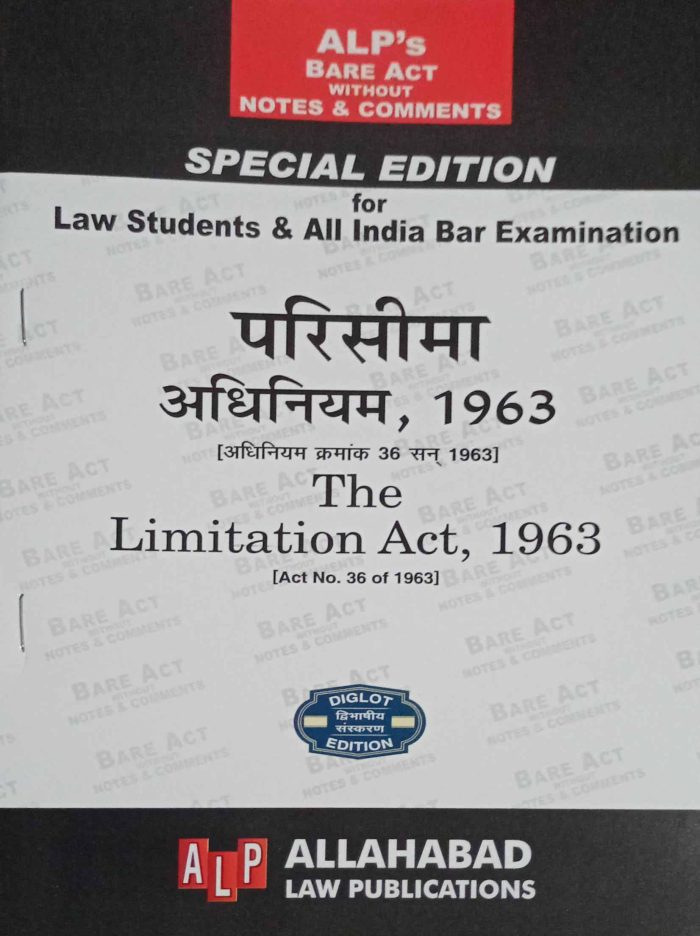 ALP's
BARE ACT
WITHOUT
NOTES & COMMENTS
SPECIAL EDITION
for
Law Students & All India Bar Examination
परिसीमा
अधिनियम, 1963
[अधिनियम क्रमांक 36 सन् 1963]
The
Limitation Act, 1963
[Act No. 36 of 1963]
DIGLOT
द्विभाषीय
संस्करण
EDITION
ALP ALLAHABAD
LAW PUBLICATIONS